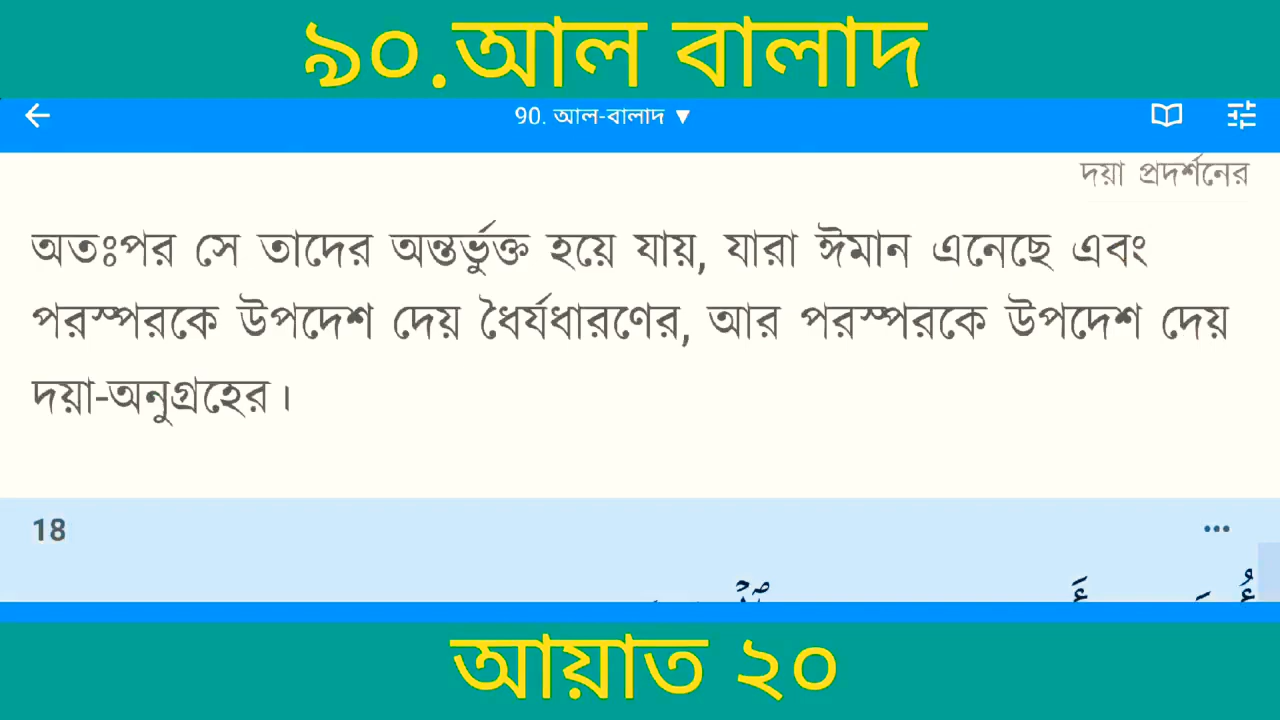 ৯০.আল বালাদ
90. আল-বালাদ ▼
দয়া প্রদর্শনের
অতঃপর সে তাদের অন্তর্ভুক্ত হয়ে যায়, যারা ঈমান এনেছে এবং
পরস্পরকে উপদেশ দেয় ধৈর্যধারণের, আর পরস্পরকে উপদেশ দেয়
দয়া-অনুগ্রহের।
18
আয়াত ২০